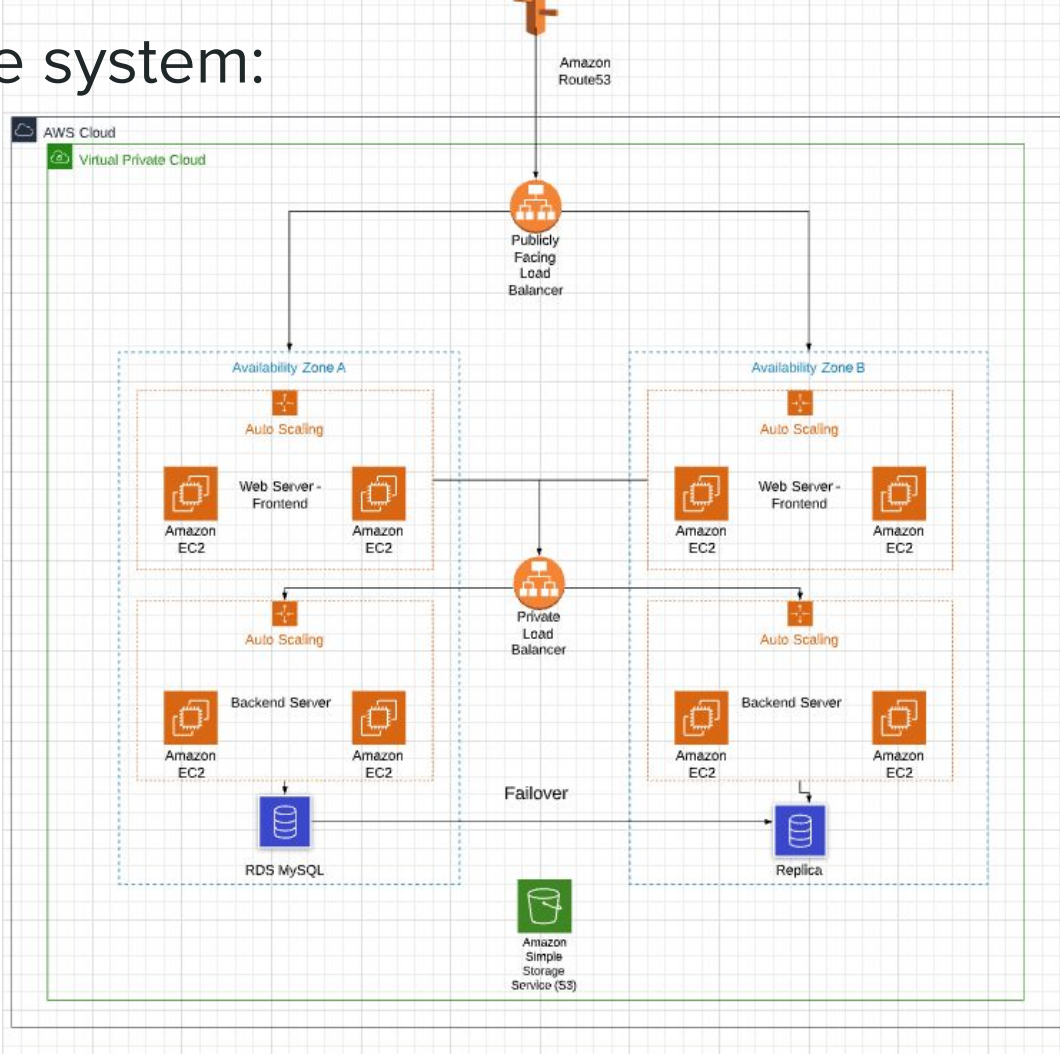 e system:
Amazon
Route53
AWS Cloud
Virtual Private Cloud
Publicly
Facing
Load
Balancer
Availability Zone A
Availability Zone B
Auto Scaling
Auto Scaling
Web Server -
Frontend
Web Server -
Frontend
Amazon
EC2
Amazon
EC2
Amazon
EC2
Amazon
EC2
Private
Load
Balancer
Auto Scaling
Auto Scaling
Backend Server
Backend Server
Amazon
EC2
Amazon
EC2
Amazon
EC2
Amazon
EC2
Failover
RDS MySQL
Replica
Amazon
Simple
Storage
Service (S3)